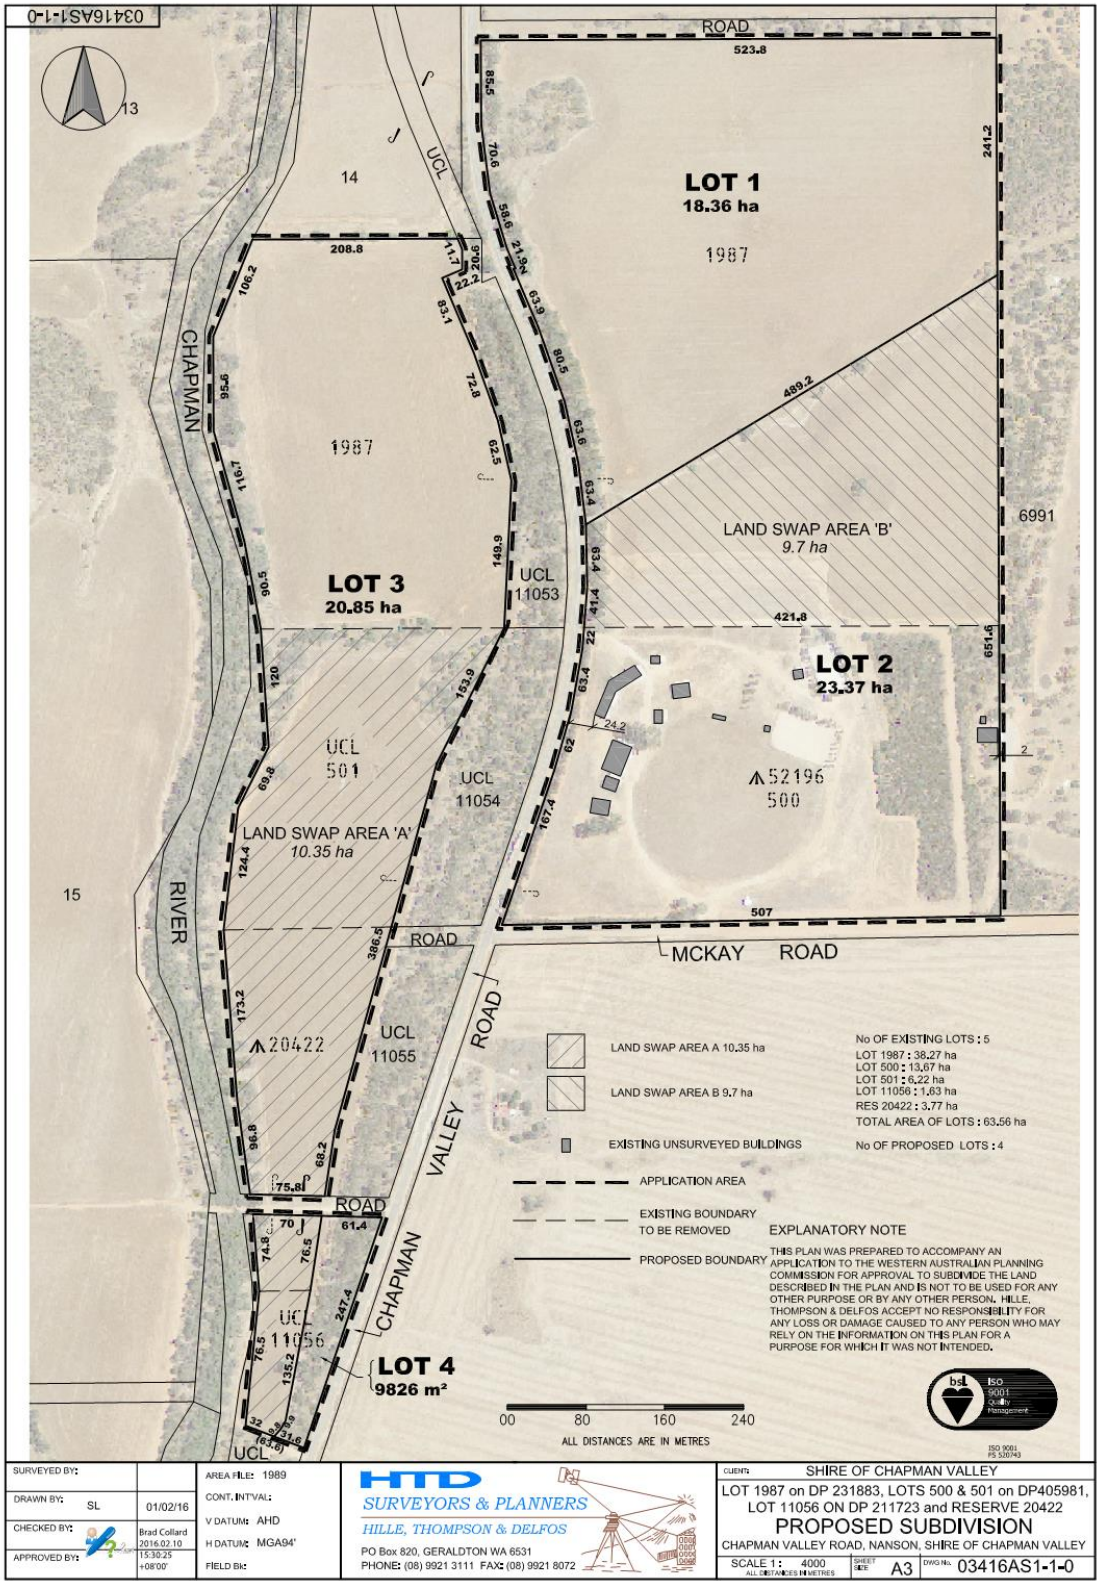 03416AS1-1-0
ROAD
523.8
85.5
13
70.6
241.2
UCL
14
LOT 1
18.36 ha
1987
58.6
21.9
208.8
11.7
20.6
22.2
106.2
63.9
83.1
CHAPMAN
95.6
72.8
80.5
489.2
1987
62.5
63.6
116.7
63.4
LAND SWAP AREA 'B'
9.7 ha
6991
149.9
63.4
90.5
LOT 3
20.85 ha
UCL
11053
41.4
421.8
22
651.6
120
153.9
63.4
LOT 2
23.37 ha
24.2
62
2
UCL
501
69.8
UCL
11054
52196
500
LAND SWAP AREA 'A'
10.35 ha
167.4
124.4
15
RIVER
507
386.5
ROAD
MCKAY ROAD
173.2
ROAD
20422
UCL
11055
VALLEY
96.8
68.2
75.8
ROAD
70
61.4
74.8
76.5
CHAPMAN
247.4
UCL
11056
76.5
135.2
LOT 4
9826 m²
32
9.9
31.6
(63.6)
UCL
LAND SWAP AREA A 10.35 ha
LAND SWAP AREA B 9.7 ha
EXISTING UNSURVEYED BUILDINGS
APPLICATION AREA
EXISTING BOUNDARY
TO BE REMOVED
PROPOSED BOUNDARY
No OF EXISTING LOTS : 5
LOT 1987 : 38.27 ha
LOT 500 : 13.67 ha
LOT 501 : 6.22 ha
LOT 11056 : 1.63 ha
RES 20422 : 3.77 ha
TOTAL AREA OF LOTS : 63.56 ha
No OF PROPOSED LOTS : 4
EXPLANATORY NOTE
THIS PLAN WAS PREPARED TO ACCOMPANY AN
APPLICATION TO THE WESTERN AUSTRALIAN PLANNING
COMMISSION FOR APPROVAL TO SUBDIVIDE THE LAND
DESCRIBED IN THE PLAN AND IS NOT TO BE USED FOR ANY
OTHER PURPOSE OR BY ANY OTHER PERSON. HILLE,
THOMPSON & DELFOS ACCEPT NO RESPONSIBILITY FOR
ANY LOSS OR DAMAGE CAUSED TO ANY PERSON WHO MAY
RELY ON THE INFORMATION ON THIS PLAN FOR A
PURPOSE FOR WHICH IT WAS NOT INTENDED.
00 80 160 240
ALL DISTANCES ARE IN METRES
bsi.
ISO
9001
Quality
Management
ISO 9001
FS 520743
SURVEYED BY:
DRAWN BY: SL 01/02/16
CHECKED BY:
APPROVED BY:
Brad Collard
2016.02.10
15:30:25
+08'00'
AREA FILE: 1989
CONT. INT'VAL:
V DATUM: AHD
H DATUM: MGA94'
FIELD Bk:
HTD
SURVEYORS & PLANNERS
HILLE, THOMPSON & DELFOS
PO Box 820, GERALDTON WA 6531
PHONE: (08) 9921 3111 FAX: (08) 9921 8072
CLIENT: SHIRE OF CHAPMAN VALLEY
LOT 1987 on DP 231883, LOTS 500 & 501 on DP405981,
LOT 11056 ON DP 211723 and RESERVE 20422
PROPOSED SUBDIVISION
CHAPMAN VALLEY ROAD, NANSON, SHIRE OF CHAPMAN VALLEY
SCALE 1 : 4000
ALL DISTANCES IN METRES
SHEET
SIZE A3
DWG No. 03416AS1-1-0